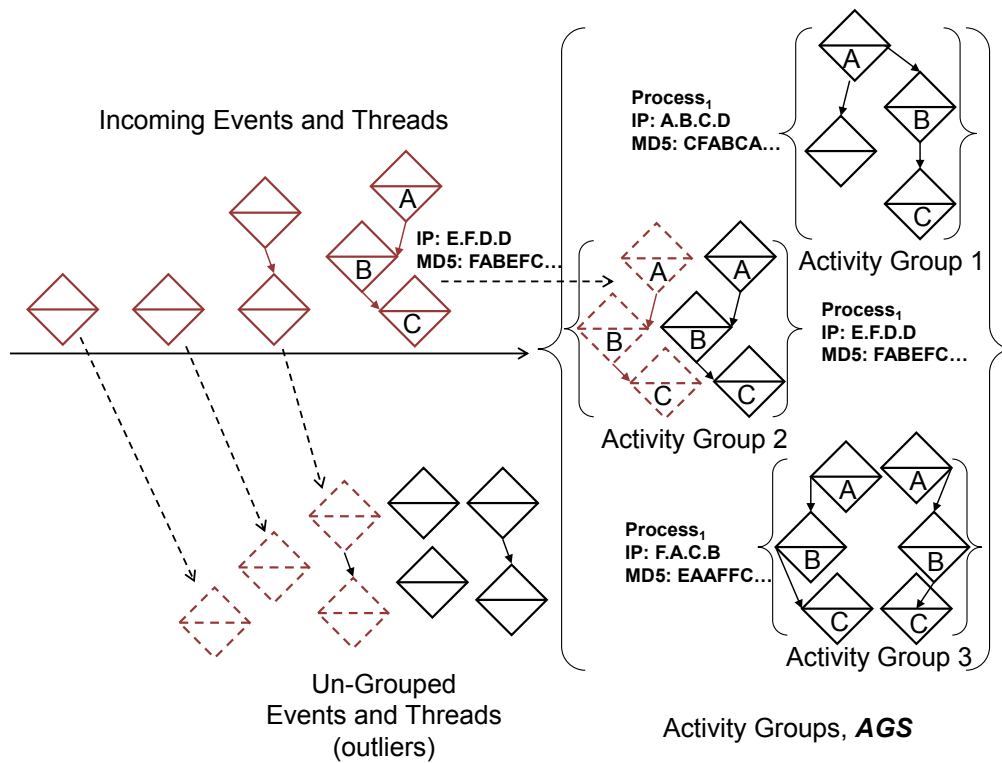 Incoming Events and Threads
A
B
C
IP: E.F.D.D
MD5: FABEFC…
Process₁
IP: A.B.C.D
MD5: CFABCA…
A
B
C
Activity Group 1
A
A
B
B
C
C
Process₁
IP: E.F.D.D
MD5: FABEFC…
Activity Group 2
Process₁
IP: F.A.C.B
MD5: EAAFFC…
A
A
B
B
C
C
Activity Group 3
Un-Grouped
Events and Threads
(outliers)
Activity Groups, AGS